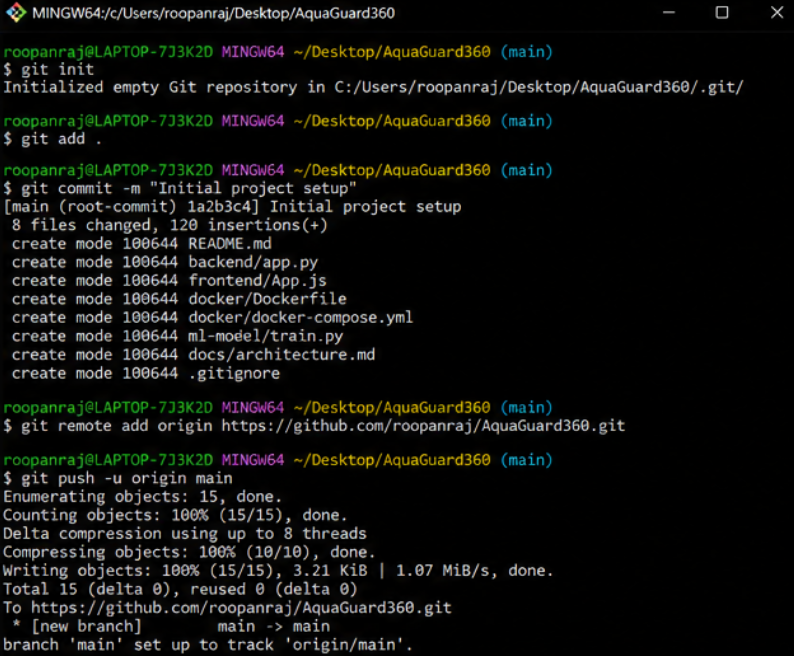 MINGW64:/c/Users/roopanraj/Desktop/AquaGuard360
roopanraj@LAPTOP-7J3K2D MINGW64 ~/Desktop/AquaGuard360 (main)
$ git init
Initialized empty Git repository in C:/Users/roopanraj/Desktop/AquaGuard360/.git/
roopanraj@LAPTOP-7J3K2D MINGW64 ~/Desktop/AquaGuard360 (main)
$ git add .
roopanraj@LAPTOP-7J3K2D MINGW64 ~/Desktop/AquaGuard360 (main)
$ git commit -m "Initial project setup"
[main (root-commit) 1a2b3c4] Initial project setup
 8 files changed, 120 insertions(+)
 create mode 100644 README.md
 create mode 100644 backend/app.py
 create mode 100644 frontend/App.js
 create mode 100644 docker/Dockerfile
 create mode 100644 docker/docker-compose.yml
 create mode 100644 ml-model/train.py
 create mode 100644 docs/architecture.md
 create mode 100644 .gitignore
roopanraj@LAPTOP-7J3K2D MINGW64 ~/Desktop/AquaGuard360 (main)
$ git remote add origin https://github.com/roopanraj/AquaGuard360.git
roopanraj@LAPTOP-7J3K2D MINGW64 ~/Desktop/AquaGuard360 (main)
$ git push -u origin main
Enumerating objects: 15, done.
Counting objects: 100% (15/15), done.
Delta compression using up to 8 threads
Compressing objects: 100% (10/10), done.
Writing objects: 100% (15/15), 3.21 KiB | 1.07 MiB/s, done.
Total 15 (delta 0), reused 0 (delta 0)
To https://github.com/roopanraj/AquaGuard360.git
 * [new branch]        main -> main
branch 'main' set up to track 'origin/main'.